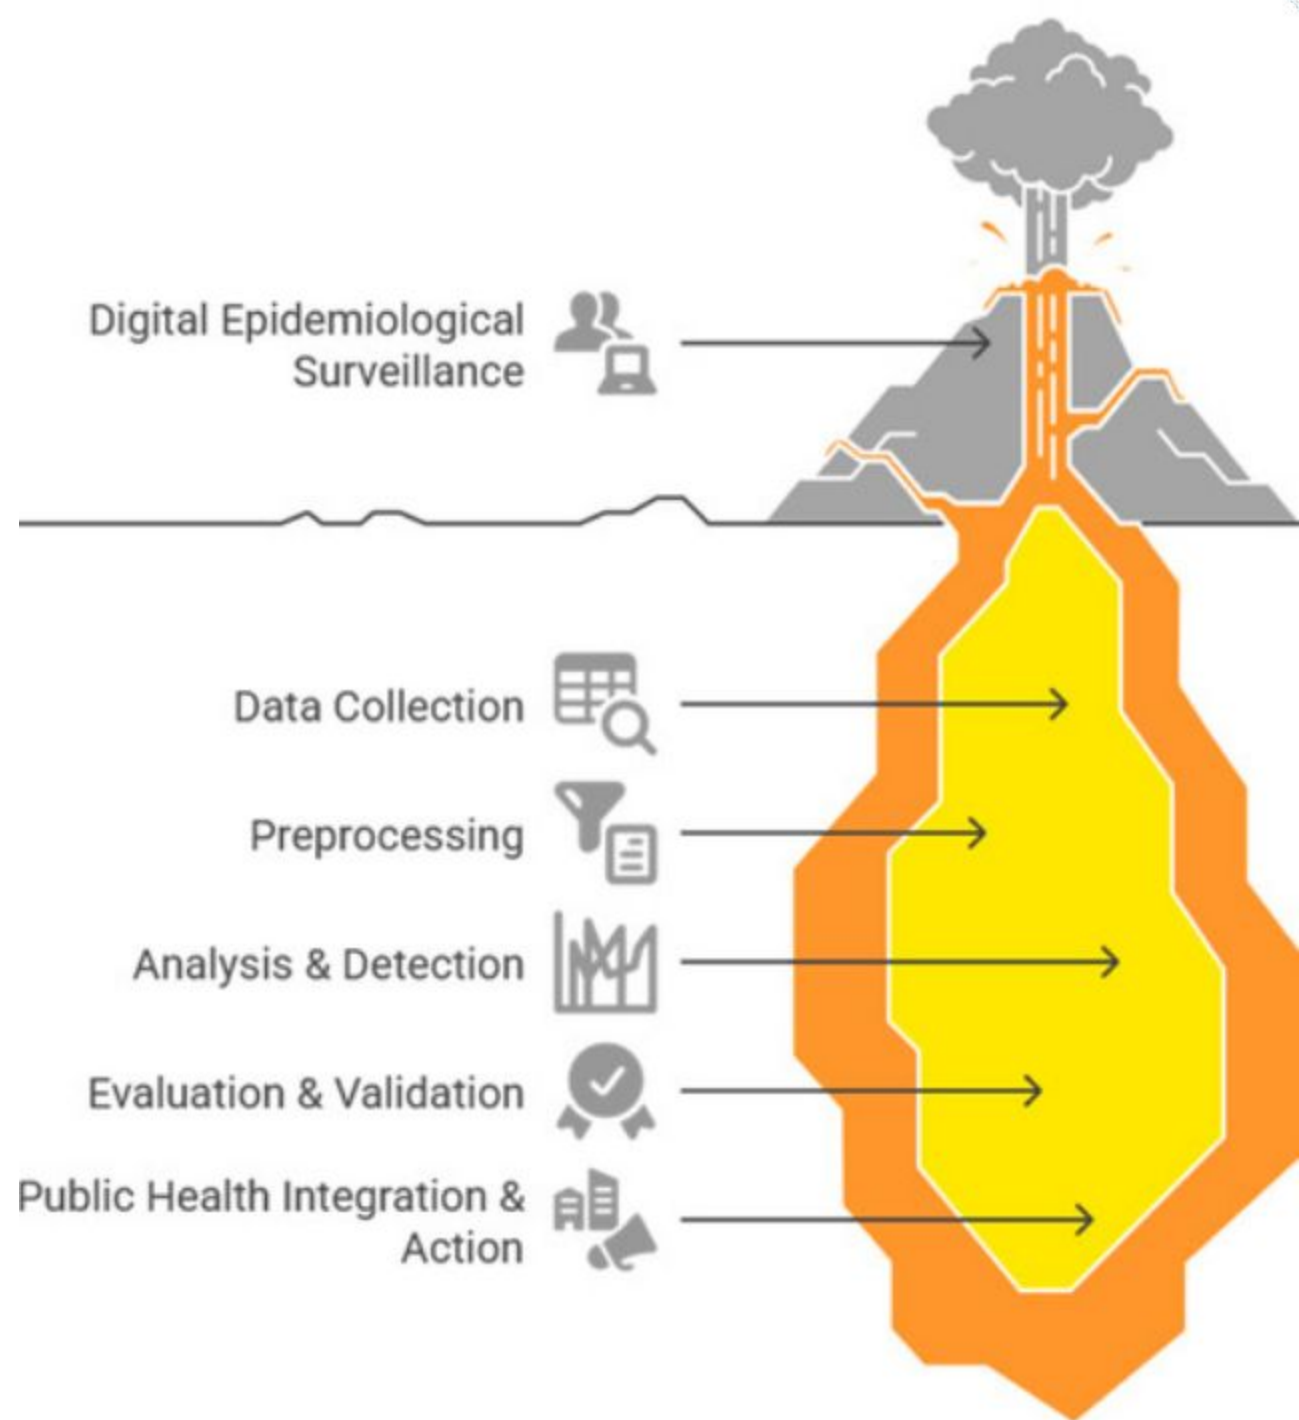 Digital Epidemiological
Surveillance
Data Collection
Preprocessing
Analysis & Detection
Evaluation & Validation
Public Health Integration &
Action